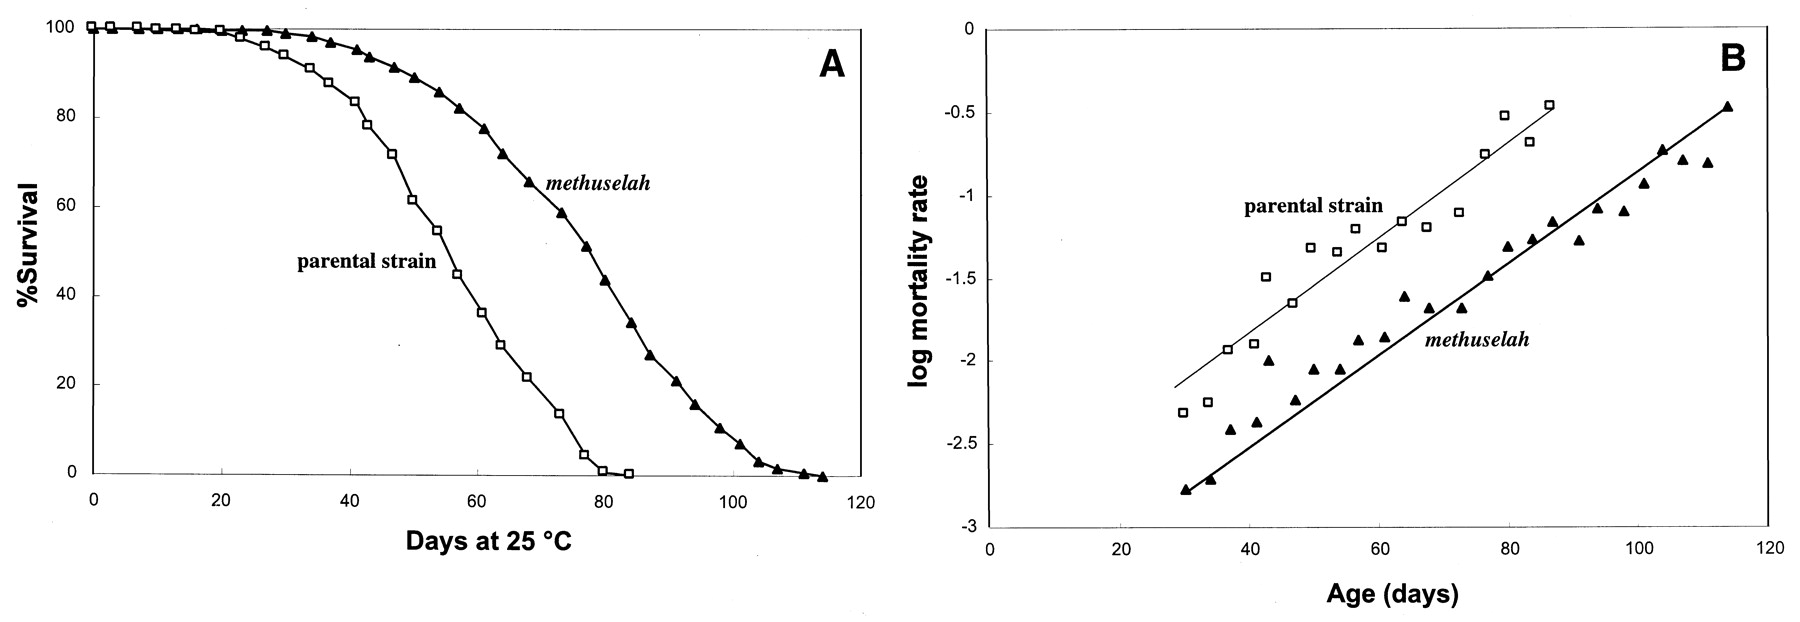 A
%Survival
100
80
60
40
20
0
methuselah
parental strain
0 20 40 60 80 100 120
Days at 25 °C
B
log mortality rate
-0
-0.5
-1
-1.5
-2
-2.5
-3
parental strain
methuselah
0 20 40 60 80 100 120
Age (days)